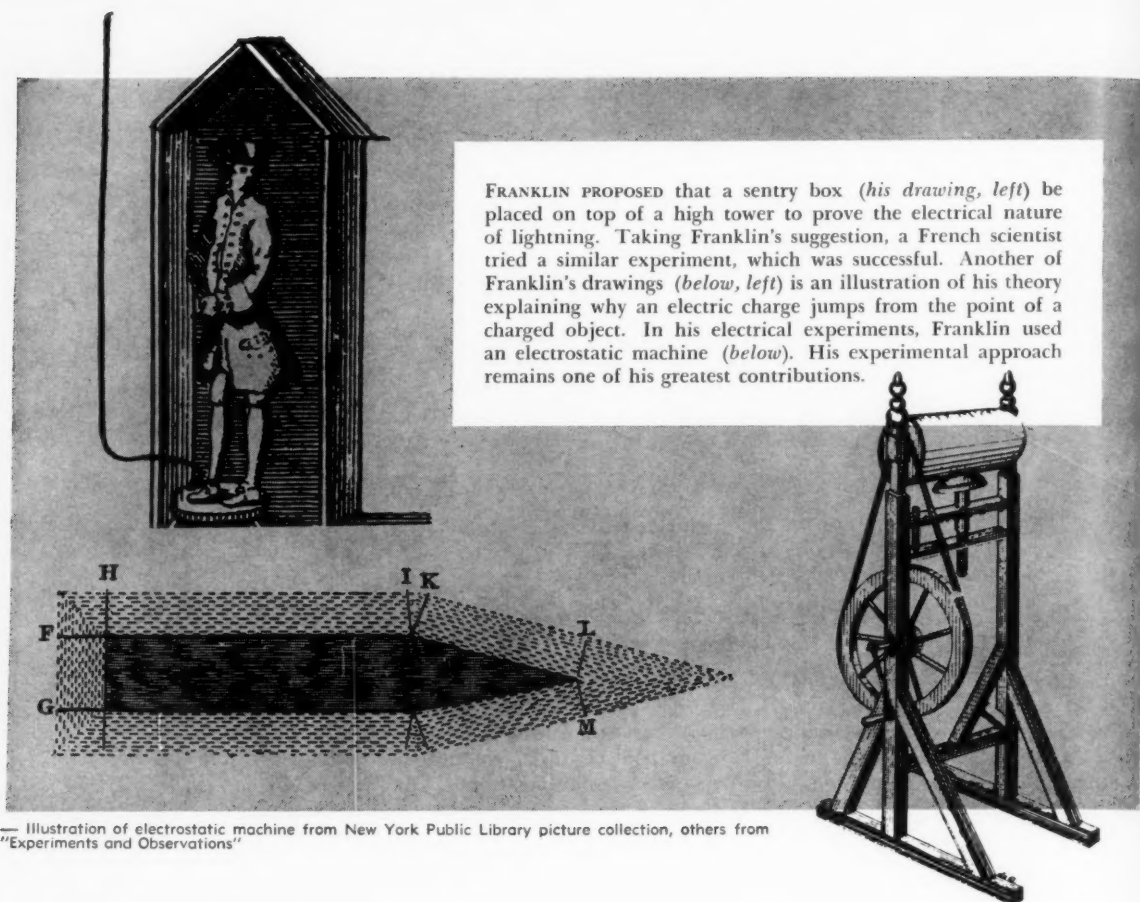 FRANKLIN PROPOSED that a sentry box (his drawing, left) be
placed on top of a high tower to prove the electrical nature
of lightning. Taking Franklin's suggestion, a French scientist
tried a similar experiment, which was successful. Another of
Franklin's drawings (below, left) is an illustration of his theory
explaining why an electric charge jumps from the point of a
charged object. In his electrical experiments, Franklin used
an electrostatic machine (below). His experimental approach
remains one of his greatest contributions.
H
I K
F
L
G
M
— Illustration of electrostatic machine from New York Public Library picture collection, others from
"Experiments and Observations"